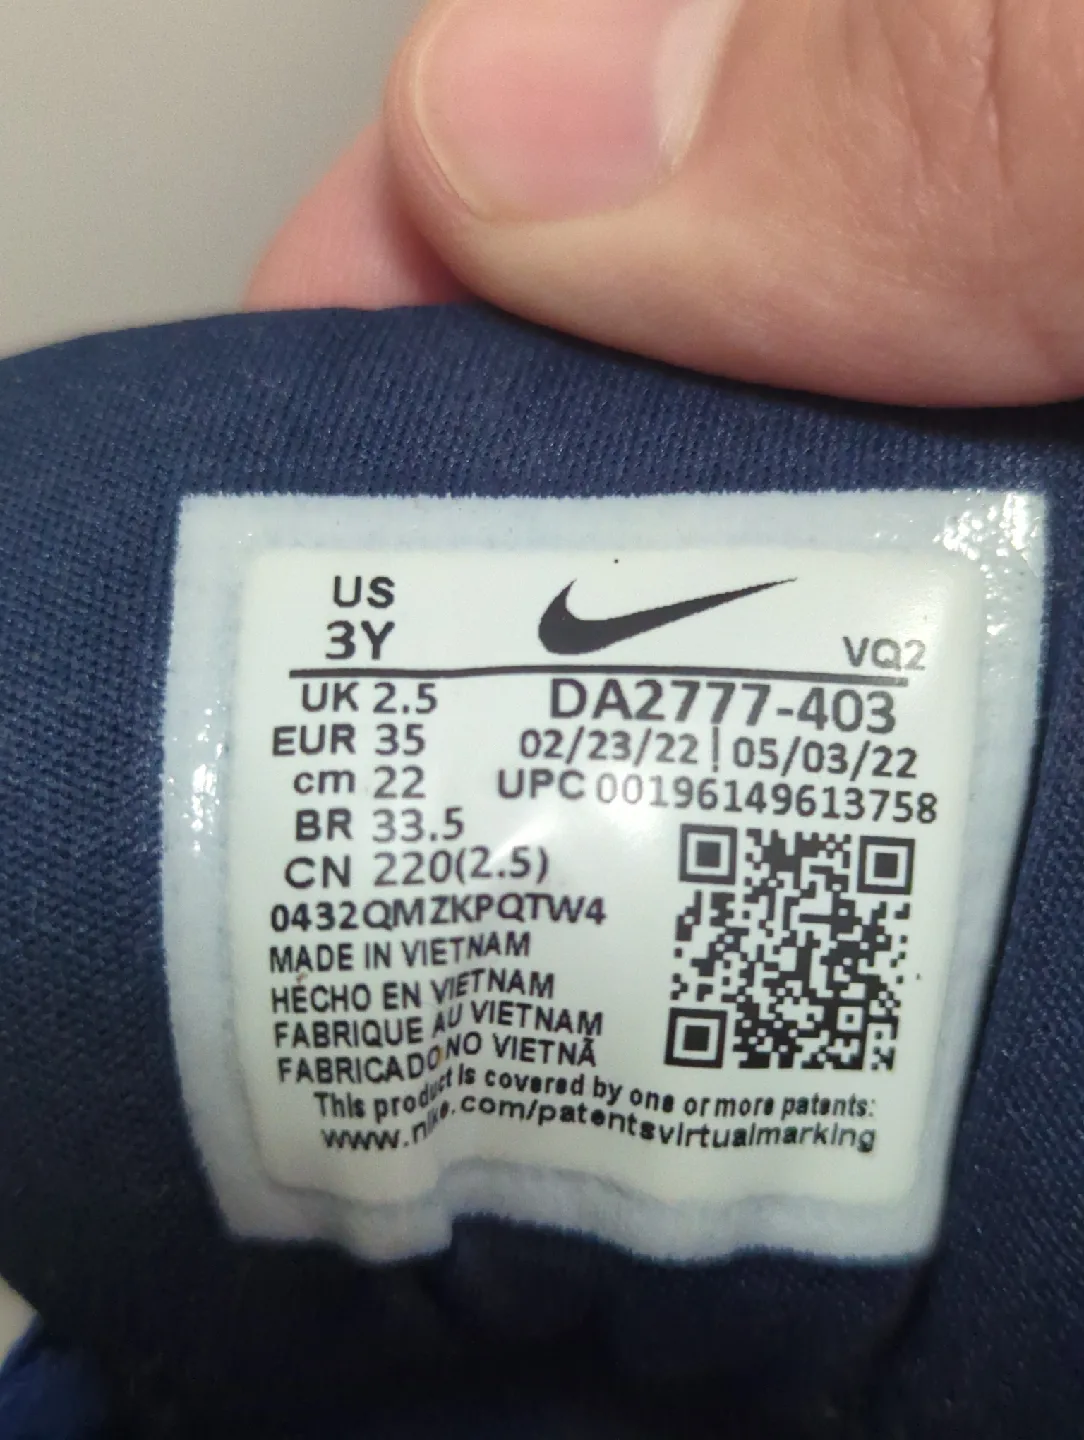 US
3Y
VQ2
UK 2.5
DA2777-403
EUR 35
02/23/22 | 05/03/22
cm 22
UPC 00196149613758
BR 33.5
CN 220(2.5)
0432QMZKPQTW4
MADE IN VIETNAM
HECHO EN VIETNAM
FABRIQUE AU VIETNAM
FABRICADO NO VIETNÃ
This product is covered by one or more patents:
www.nike.com/patentsvirtualmarking